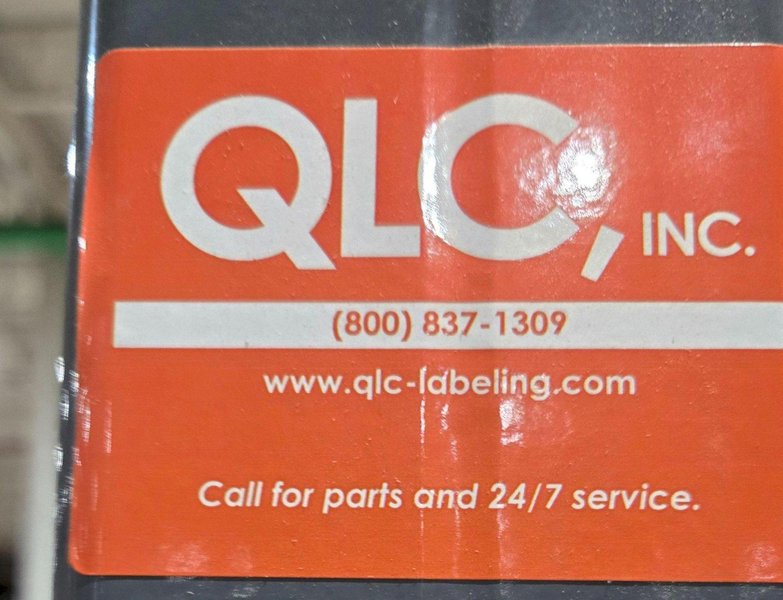 QLC, INC.
(800) 837-1309
www.qlc-labeling.com
Call for parts and 24/7 service.